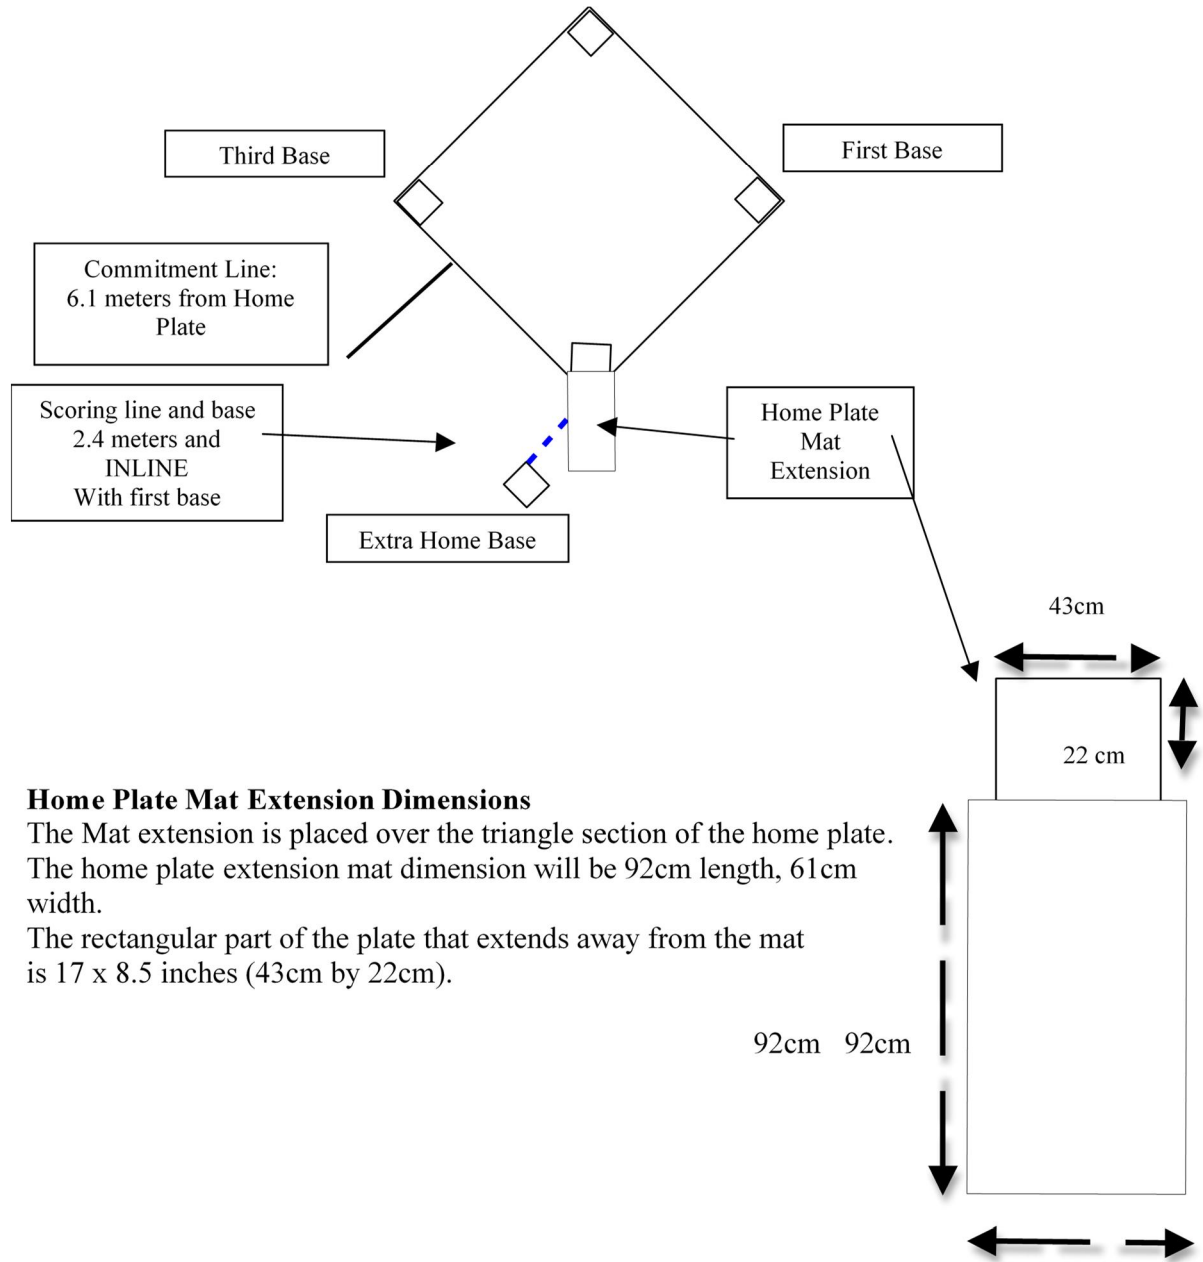 Third Base
First Base
Commitment Line:
6.1 meters from Home
Plate
Scoring line and base
2.4 meters and
INLINE
With first base
Home Plate
Mat
Extension
Extra Home Base
43cm
22 cm
Home Plate Mat Extension Dimensions
The Mat extension is placed over the triangle section of the home plate.
The home plate extension mat dimension will be 92cm length, 61cm
width.
The rectangular part of the plate that extends away from the mat
is 17 x 8.5 inches (43cm by 22cm).
92cm 92cm